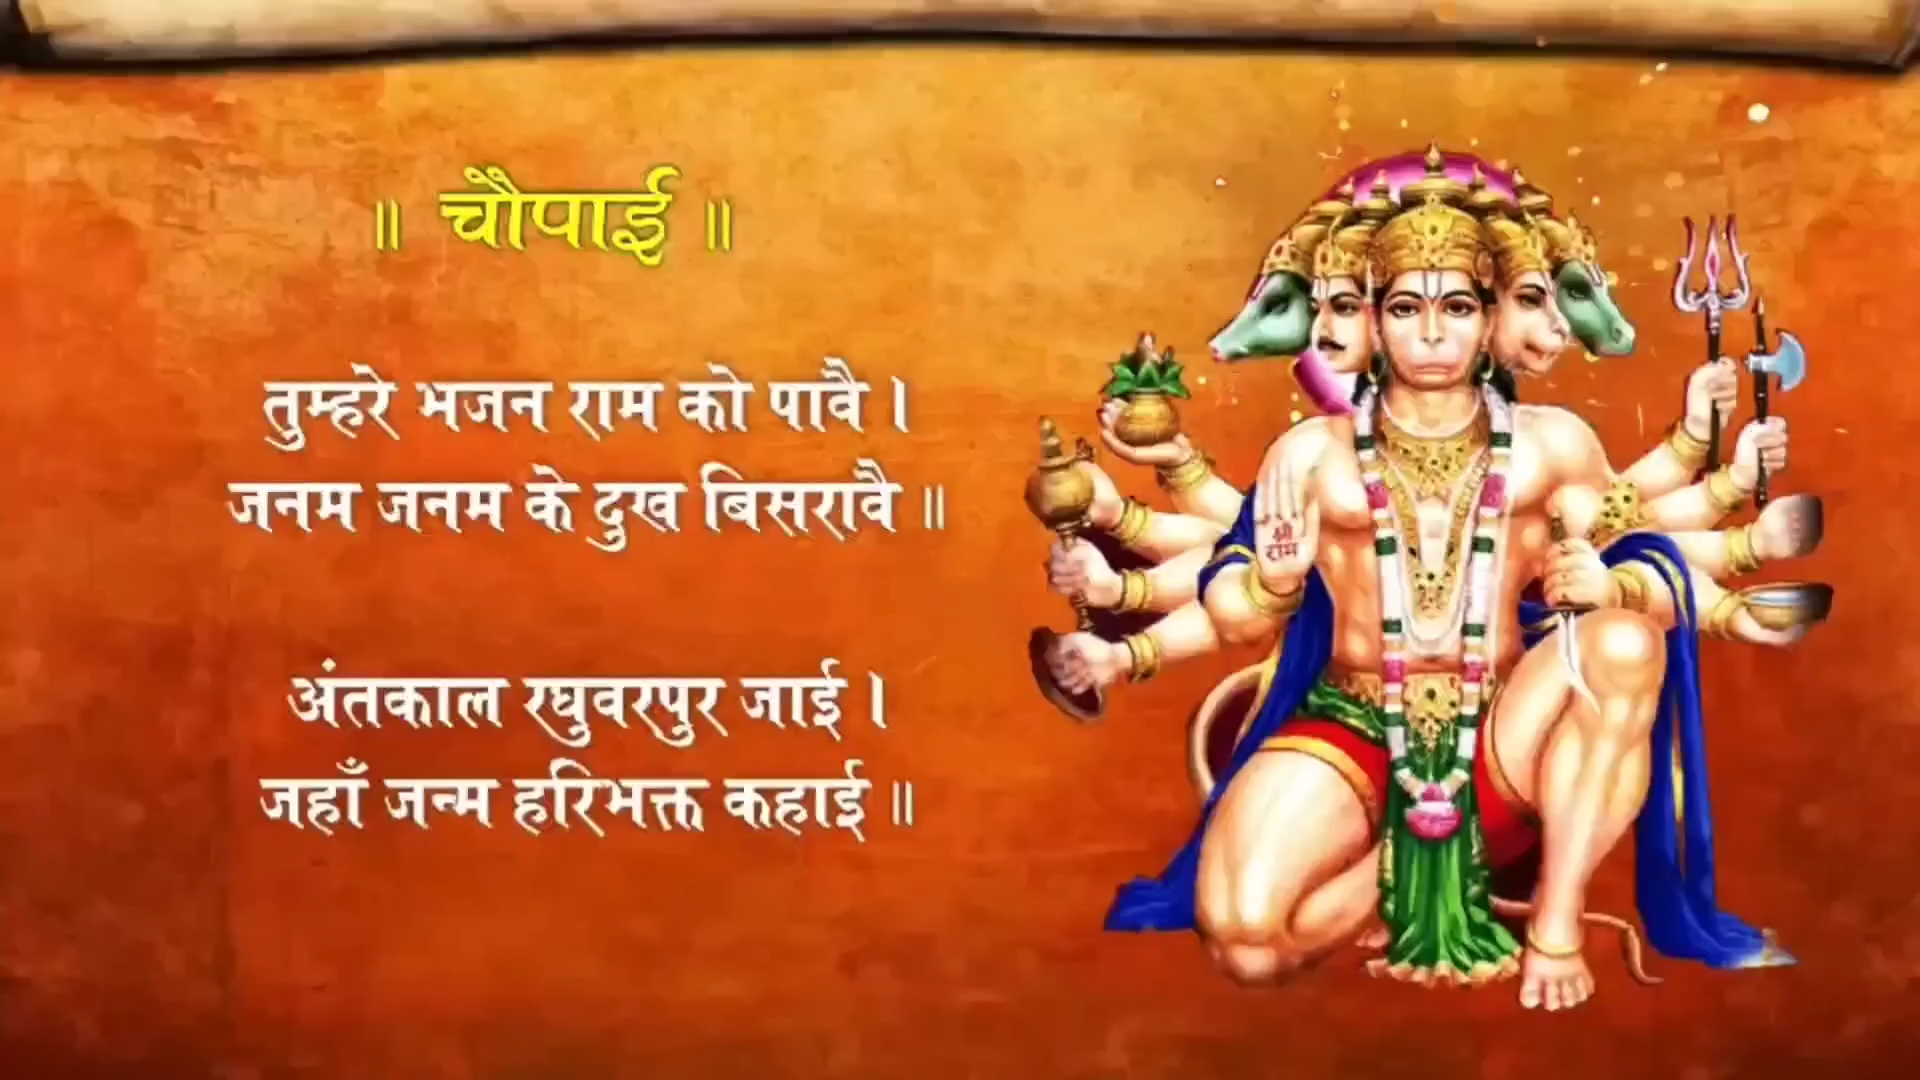 ॥ चौपाई ॥
तुम्हरे भजन राम को पावै ।
जनम जनम के दुख बिसरावै ॥
अंतकाल रघुवरपुर जाई ।
जहाँ जन्म हरिभक्त कहाई ॥
श्री
राम